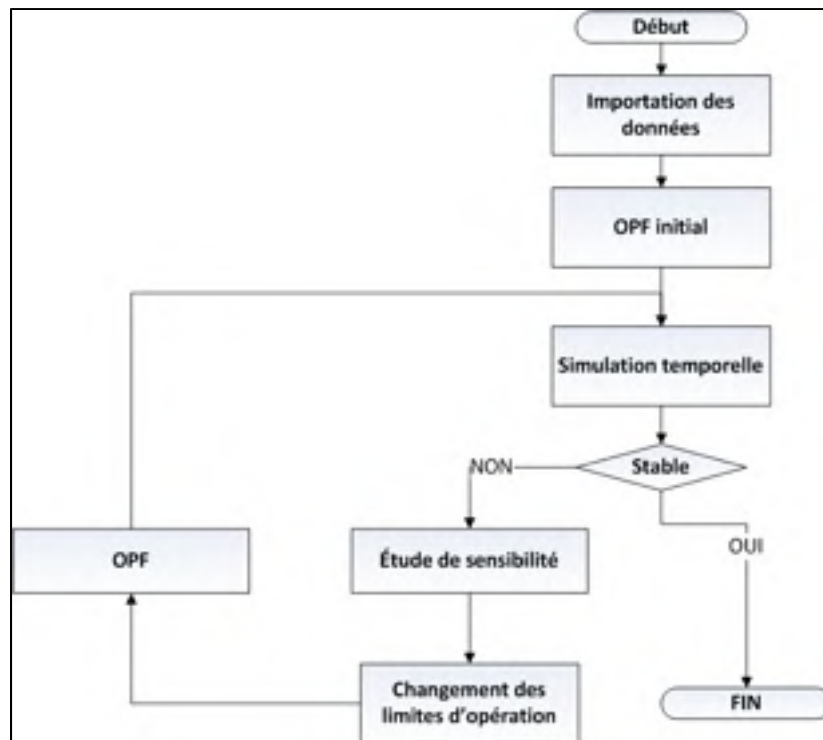 Début
Importation des
données
OPF initial
Simulation temporelle
Stable
NON
OUI
Étude de sensibilité
OPF
Changement des
limites d'opération
FIN